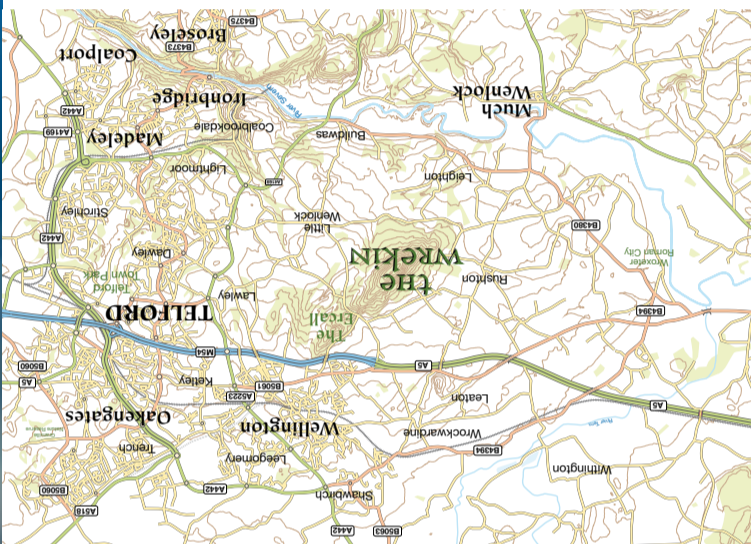 B5063
A442
A518
Shawbirch
B5060
A442
Withington
Leegomery
B4394
Trench
Wrockwardine
Wellington
River Tern
Oakengates
A5
Leaton
A5223
B5061
Ketley
A5
B5060
A5
M54
The
Ercall
TELFORD
B4394
Lawley
Rushton
THE
WREKIN
Telford
Town Park
Wroxeter
Roman City
Dawley
A442
B4380
Little
Wenlock
Stirchley
Leighton
Lightmoor
Buildwas
Madeley
A4169
Coalbrookdale
River Severn
A442
Much
Wenlock
Ironbridge
Coalport
B4373
Broseley
B4375